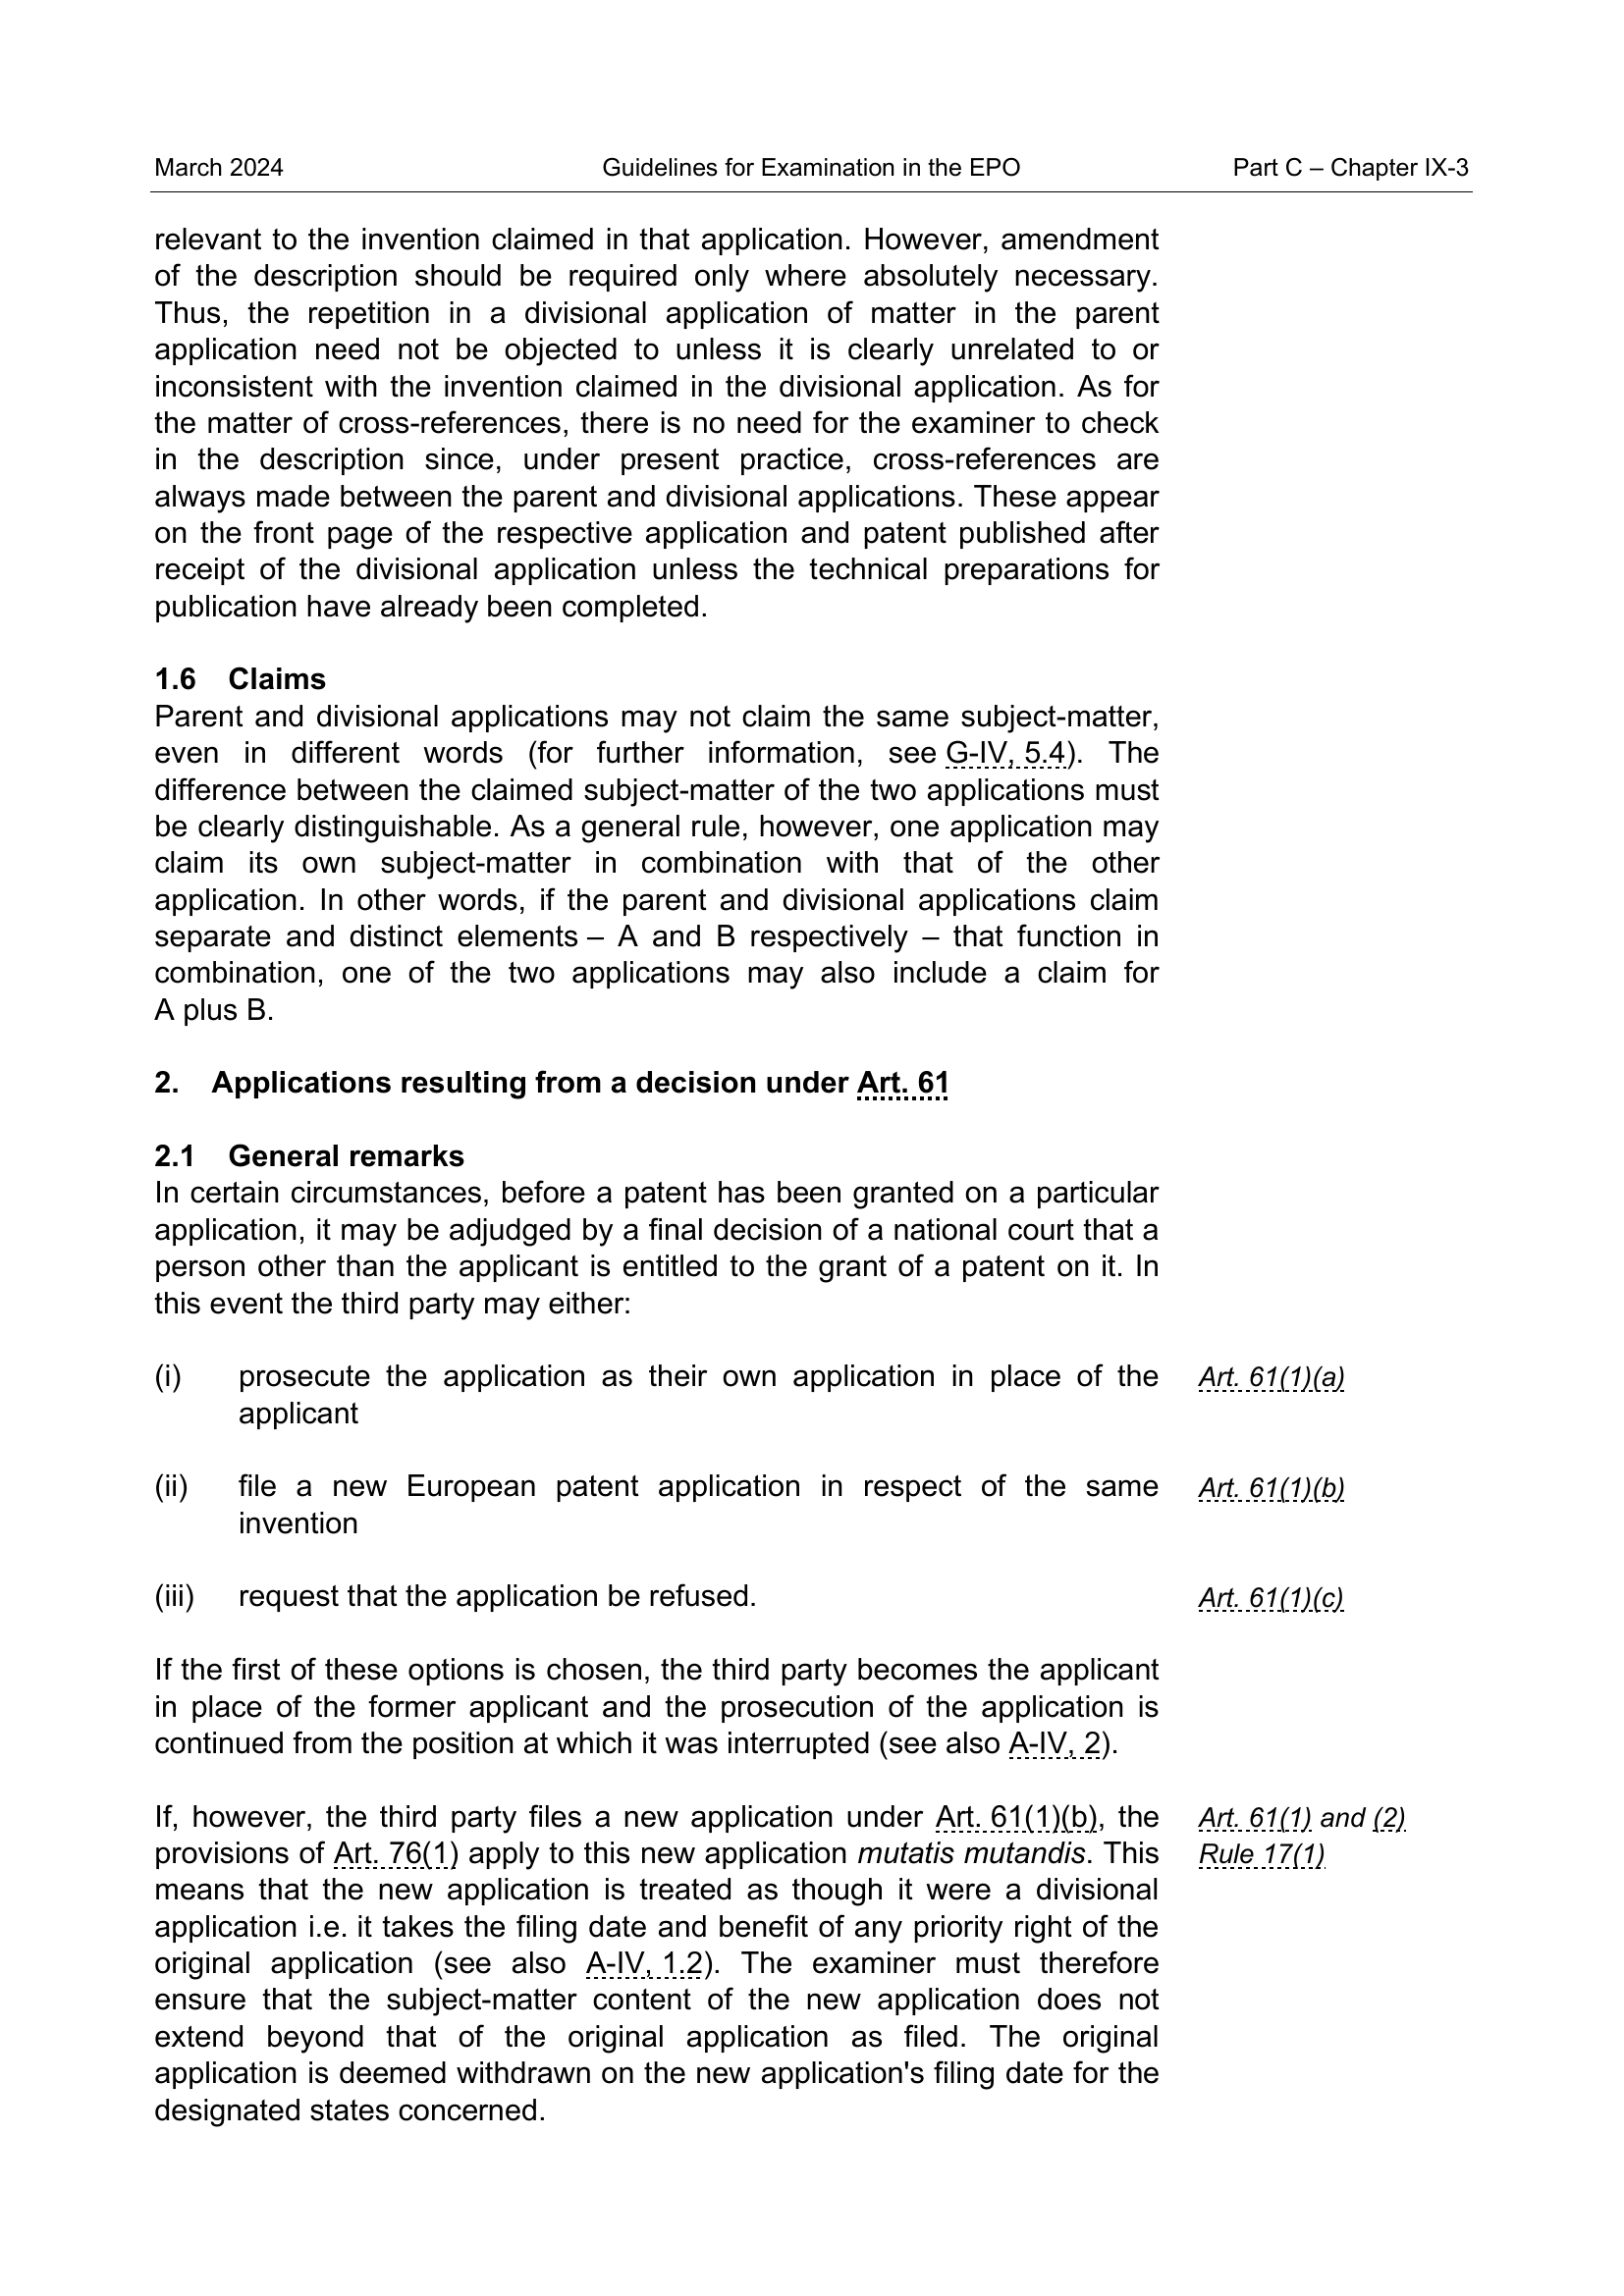 March 2024 Guidelines for Examination in the EPO Part C – Chapter IX-3
relevant to the invention claimed in that application. However, amendment
of the description should be required only where absolutely necessary.
Thus, the repetition in a divisional application of matter in the parent
application need not be objected to unless it is clearly unrelated to or
inconsistent with the invention claimed in the divisional application. As for
the matter of cross-references, there is no need for the examiner to check
in the description since, under present practice, cross-references are
always made between the parent and divisional applications. These appear
on the front page of the respective application and patent published after
receipt of the divisional application unless the technical preparations for
publication have already been completed.
1.6 Claims
Parent and divisional applications may not claim the same subject-matter,
even in different words (for further information, see G-IV, 5.4). The
difference between the claimed subject-matter of the two applications must
be clearly distinguishable. As a general rule, however, one application may
claim its own subject-matter in combination with that of the other
application. In other words, if the parent and divisional applications claim
separate and distinct elements – A and B respectively – that function in
combination, one of the two applications may also include a claim for
A plus B.
2. Applications resulting from a decision under Art. 61
2.1 General remarks
In certain circumstances, before a patent has been granted on a particular
application, it may be adjudged by a final decision of a national court that a
person other than the applicant is entitled to the grant of a patent on it. In
this event the third party may either:
(i) prosecute the application as their own application in place of the Art. 61(1)(a)
applicant
(ii) file a new European patent application in respect of the same Art. 61(1)(b)
invention
(iii) request that the application be refused. Art. 61(1)(c)
If the first of these options is chosen, the third party becomes the applicant
in place of the former applicant and the prosecution of the application is
continued from the position at which it was interrupted (see also A-IV, 2).
If, however, the third party files a new application under Art. 61(1)(b), the Art. 61(1) and (2)
provisions of Art. 76(1) apply to this new application mutatis mutandis. This Rule 17(1)
means that the new application is treated as though it were a divisional
application i.e. it takes the filing date and benefit of any priority right of the
original application (see also A-IV, 1.2). The examiner must therefore
ensure that the subject-matter content of the new application does not
extend beyond that of the original application as filed. The original
application is deemed withdrawn on the new application's filing date for the
designated states concerned.